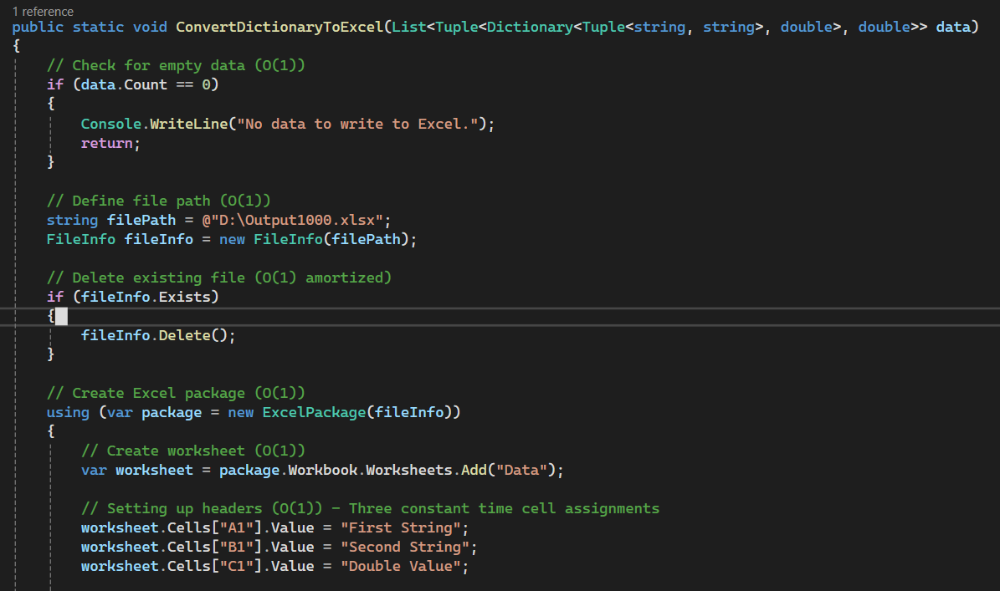 1 reference
public static void ConvertDictionaryToExcel(List<Tuple<Dictionary<Tuple<string, string>, double>, double>> data)
{
// Check for empty data (O(1))
if (data.Count == 0)
{
Console.WriteLine("No data to write to Excel.");
return;
}
// Define file path (O(1))
string filePath = @"D:\Output1000.xlsx";
FileInfo fileInfo = new FileInfo(filePath);
// Delete existing file (O(1) amortized)
if (fileInfo.Exists)
{
fileInfo.Delete();
}
// Create Excel package (O(1))
using (var package = new ExcelPackage(fileInfo))
{
// Create worksheet (O(1))
var worksheet = package.Workbook.Worksheets.Add("Data");
// Setting up headers (O(1)) - Three constant time cell assignments
worksheet.Cells["A1"].Value = "First String";
worksheet.Cells["B1"].Value = "Second String";
worksheet.Cells["C1"].Value = "Double Value";